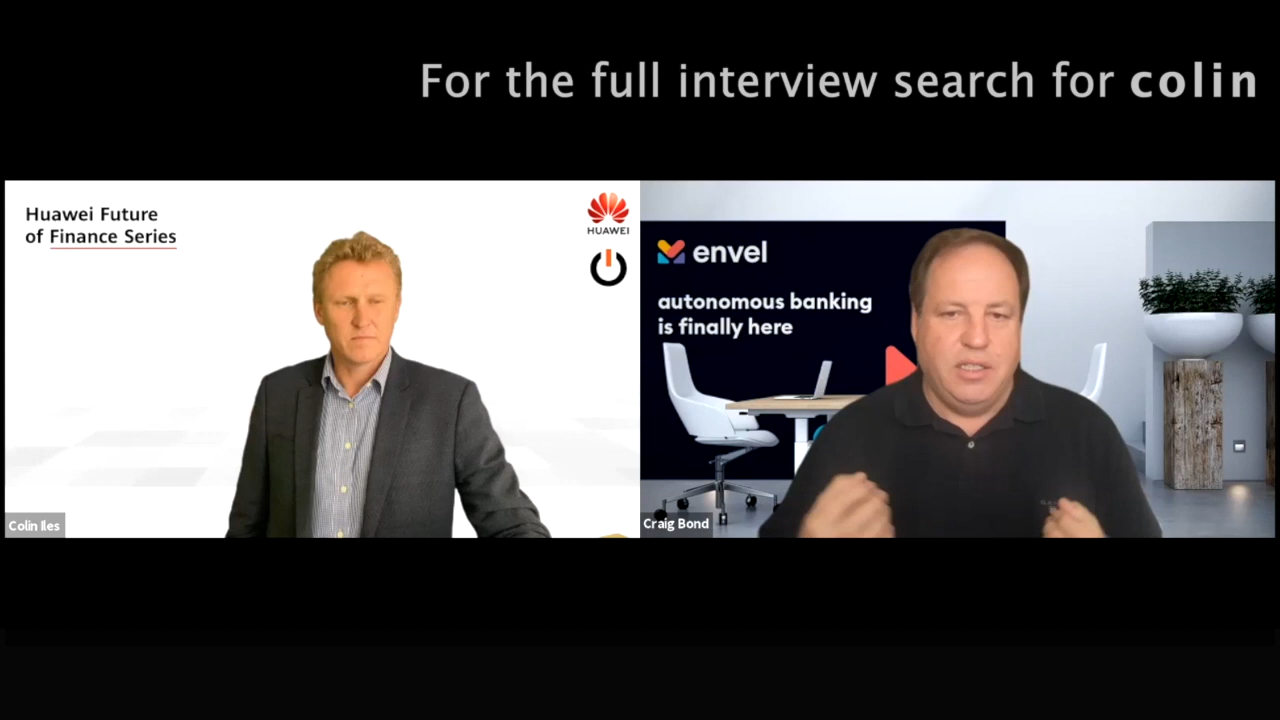 For the full interview search for colin
Huawei Future
of Finance Series
HUAWEI
envel
autonomous banking
is finally here
Colin Iles
Craig Bond